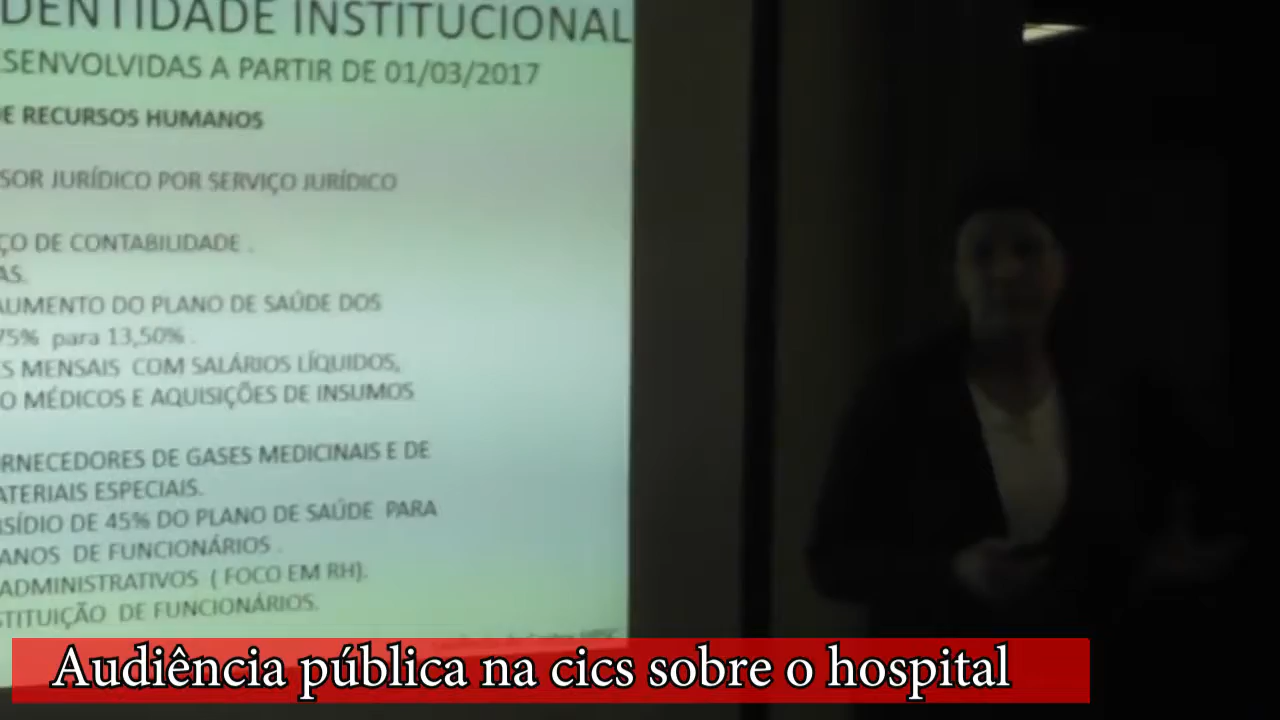 DENTIDADE INSTITUCIONAL
SENVOLVIDAS A PARTIR DE 01/03/2017
E RECURSOS HUMANOS
SOR JURÍDICO POR SERVIÇO JURÍDICO
ÇO DE CONTABILIDADE .
AS.
AUMENTO DO PLANO DE SAÚDE DOS
75% para 13,50% .
ES MENSAIS COM SALÁRIOS LÍQUIDOS,
O MÉDICOS E AQUISIÇÕES DE INSUMOS
RNECEDORES DE GASES MEDICINAIS E DE
ATERIAIS ESPECIAIS.
SÍDIO DE 45% DO PLANO DE SAÚDE PARA
ANOS DE FUNCIONÁRIOS .
ADMINISTRATIVOS ( FOCO EM RH).
STITUIÇÃO DE FUNCIONÁRIOS.
Audiência pública na cics sobre o hospital